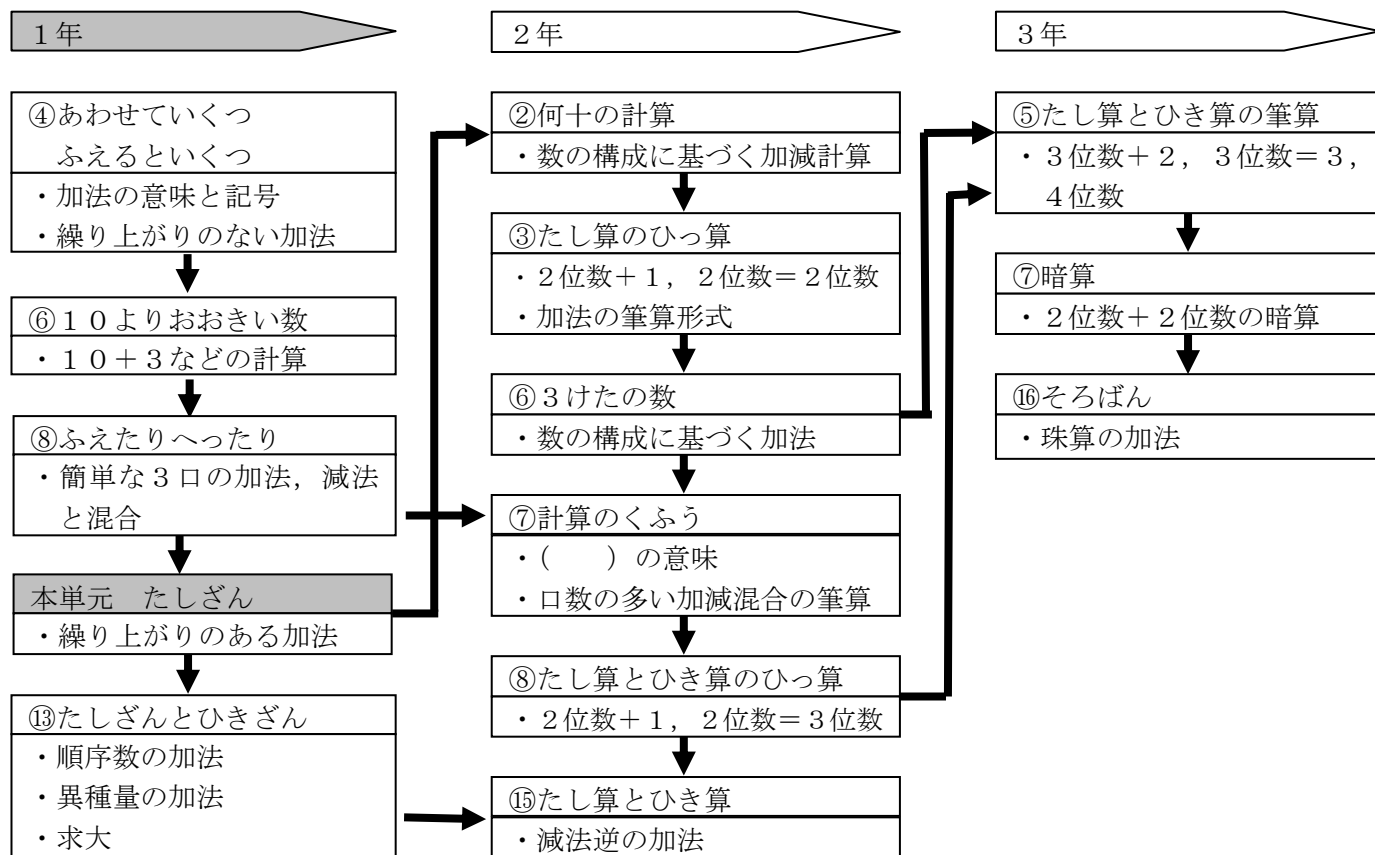 １年
④あわせていくつ
ふえるといくつ
・加法の意味と記号
・繰り上がりのない加法
⑥１０よりおおきい数
・１０＋３などの計算
⑧ふえたりへったり
・簡単な３口の加法，減法
と混合
本単元　たしざん
・繰り上がりのある加法
⑬たしざんとひきざん
・順序数の加法
・異種量の加法
・求大
２年
②何十の計算
・数の構成に基づく加減計算
③たし算のひっ算
・２位数＋１，２位数＝２位数
・加法の筆算形式
⑥３けたの数
・数の構成に基づく加法
⑦計算のくふう
・（　　）の意味
・口数の多い加減混合の筆算
⑧たし算とひき算のひっ算
・２位数＋１，２位数＝３位数
⑮たし算とひき算
・減法逆の加法
３年
⑤たし算とひき算の筆算
・３位数＋２，３位数＝３，
４位数
⑦暗算
・２位数＋２位数の暗算
⑯そろばん
・珠算の加法